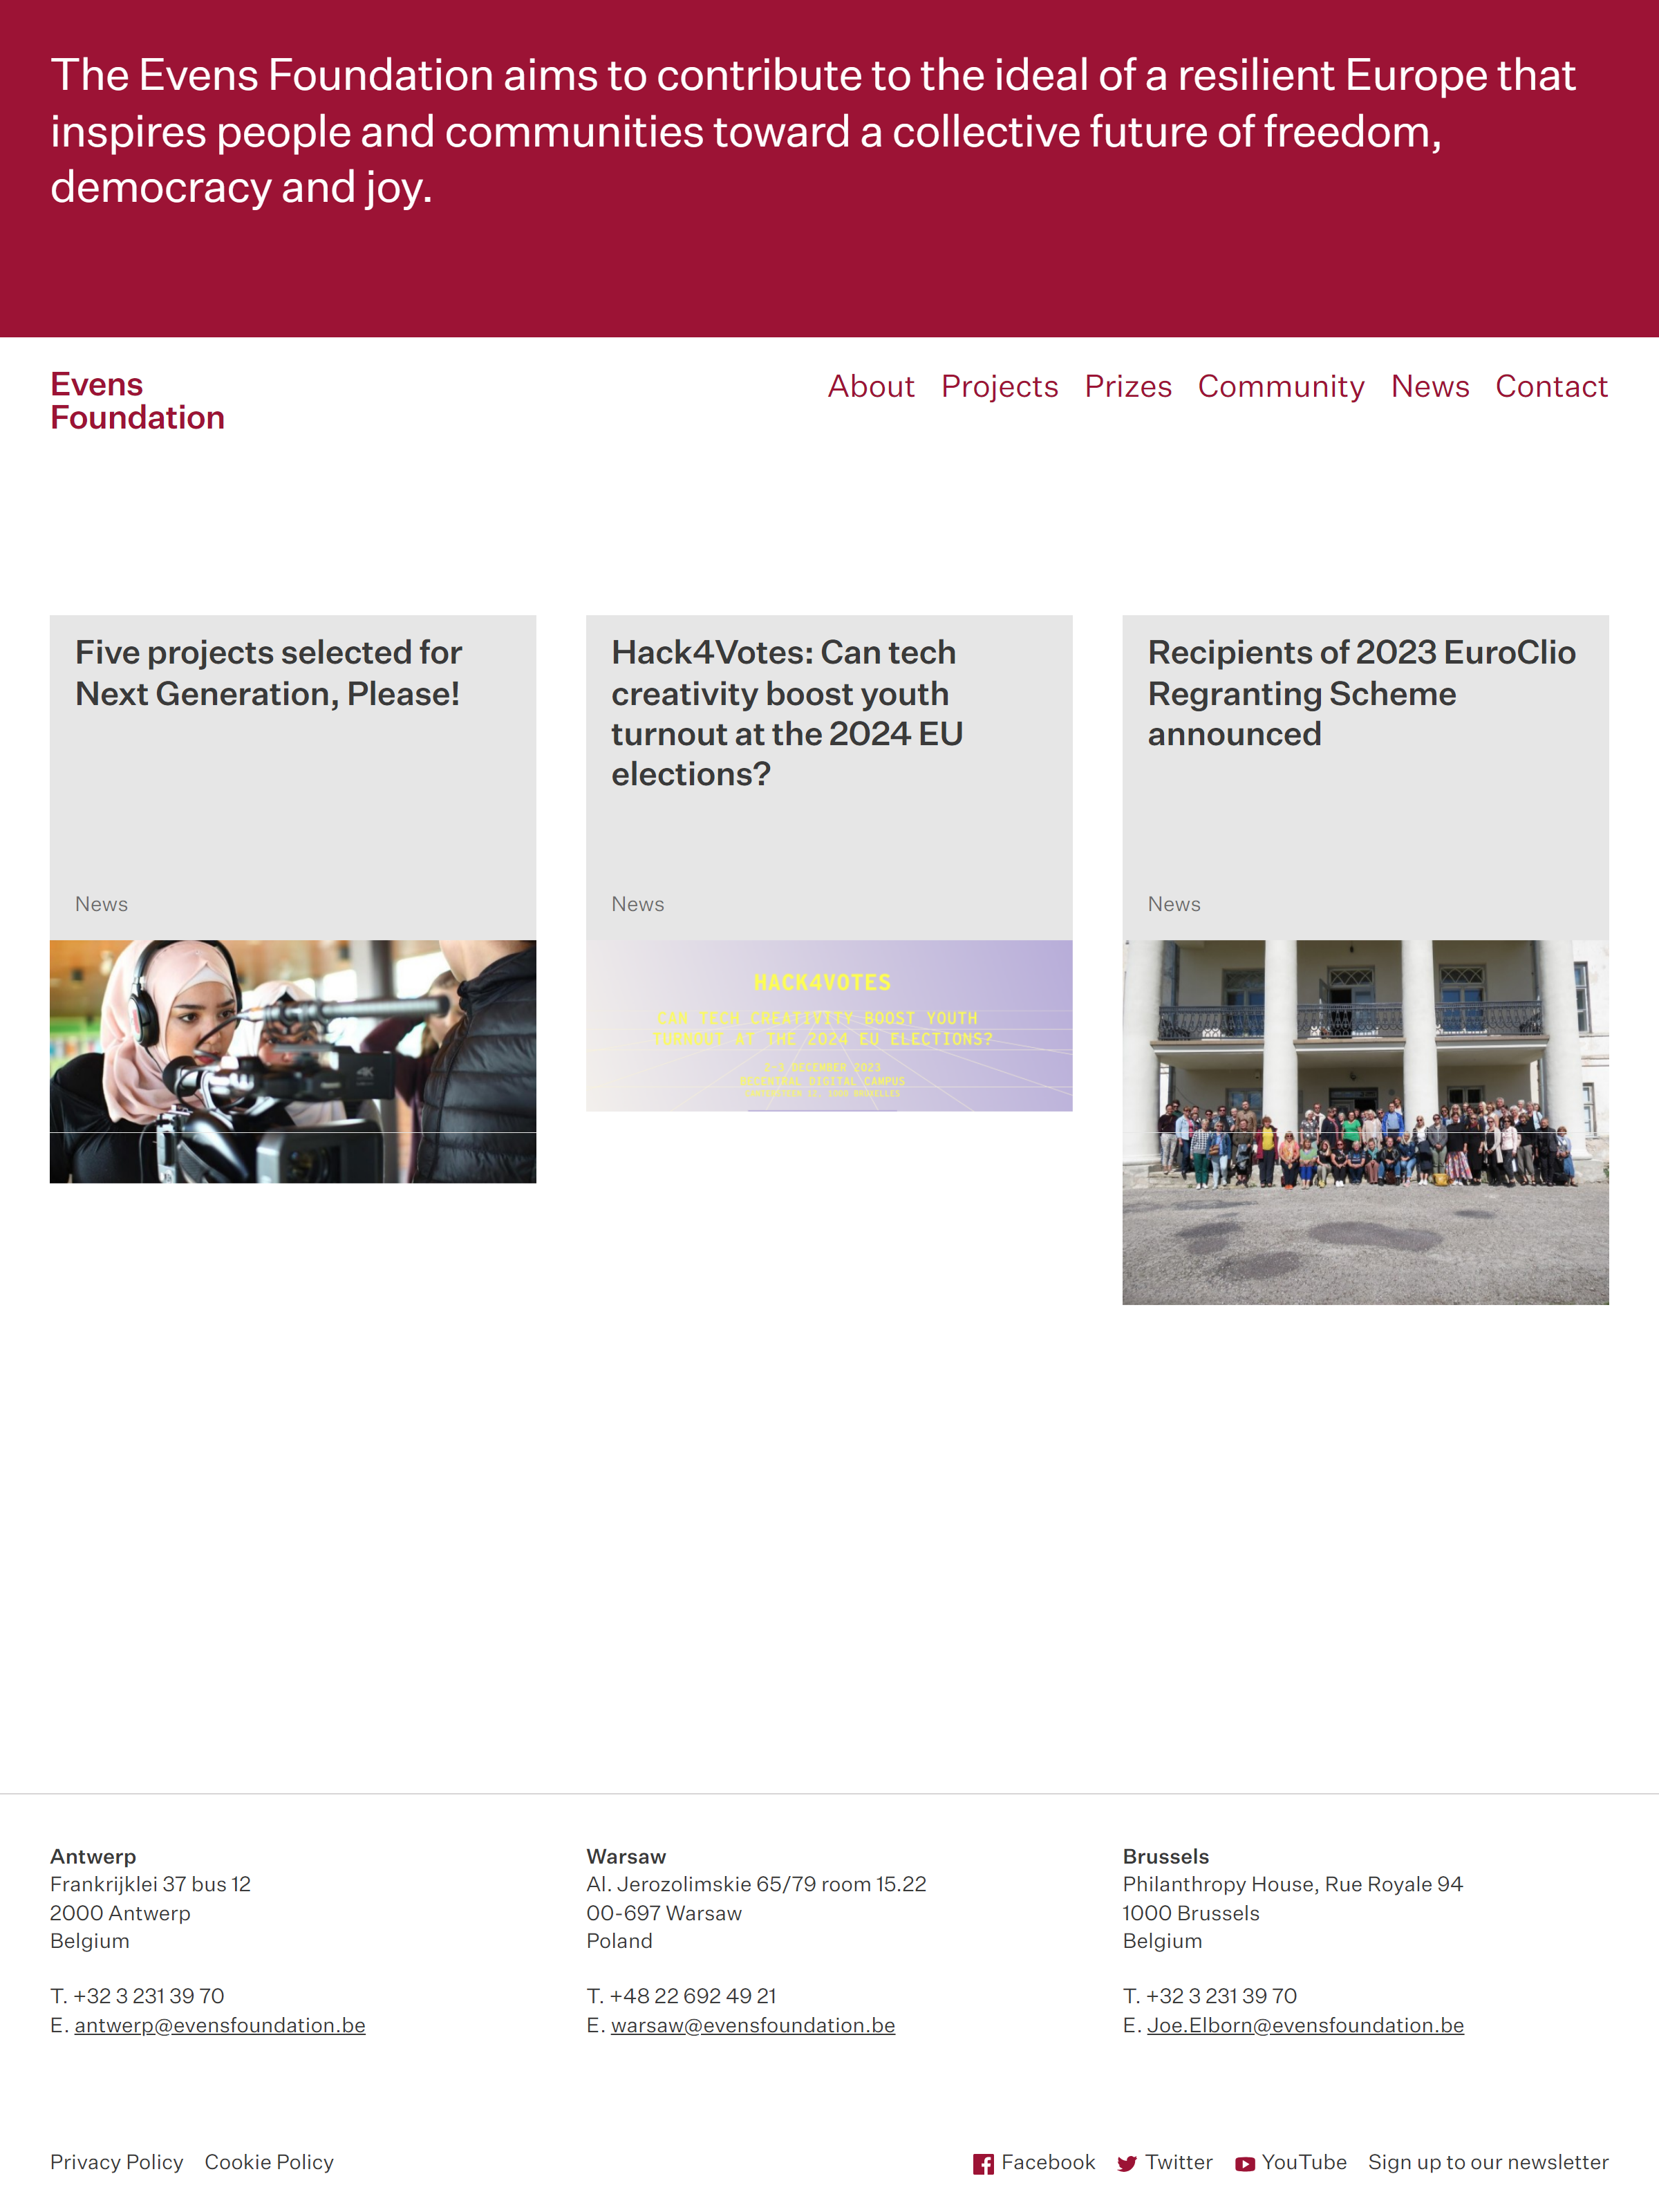 The Evens Foundation aims to contribute to the ideal of a resilient Europe that
inspires people and communities toward a collective future of freedom,
democracy and joy.
Evens
Foundation
About Projects Prizes Community News Contact
Five projects selected for
Next Generation, Please!
News
Hack4Votes: Can tech
creativity boost youth
turnout at the 2024 EU
elections?
News
HACK4VOTES
CAN TECH CREATIVITY BOOST YOUTH
TURNOUT AT THE 2024 EU ELECTIONS?
2-3 DECEMBER 2023
BECENTRAL DIGITAL CAMPUS
CANTERSTEEN 12, 1000 BRUXELLES
Recipients of 2023 EuroClio
Regranting Scheme
announced
News
4K
Antwerp
Frankrijklei 37 bus 12
2000 Antwerp
Belgium
T. +32 3 231 39 70
E. antwerp@evensfoundation.be
Warsaw
Al. Jerozolimskie 65/79 room 15.22
00-697 Warsaw
Poland
T. +48 22 692 49 21
E. warsaw@evensfoundation.be
Brussels
Philanthropy House, Rue Royale 94
1000 Brussels
Belgium
T. +32 3 231 39 70
E. Joe.Elborn@evensfoundation.be
Privacy Policy Cookie Policy
Facebook Twitter YouTube Sign up to our newsletter